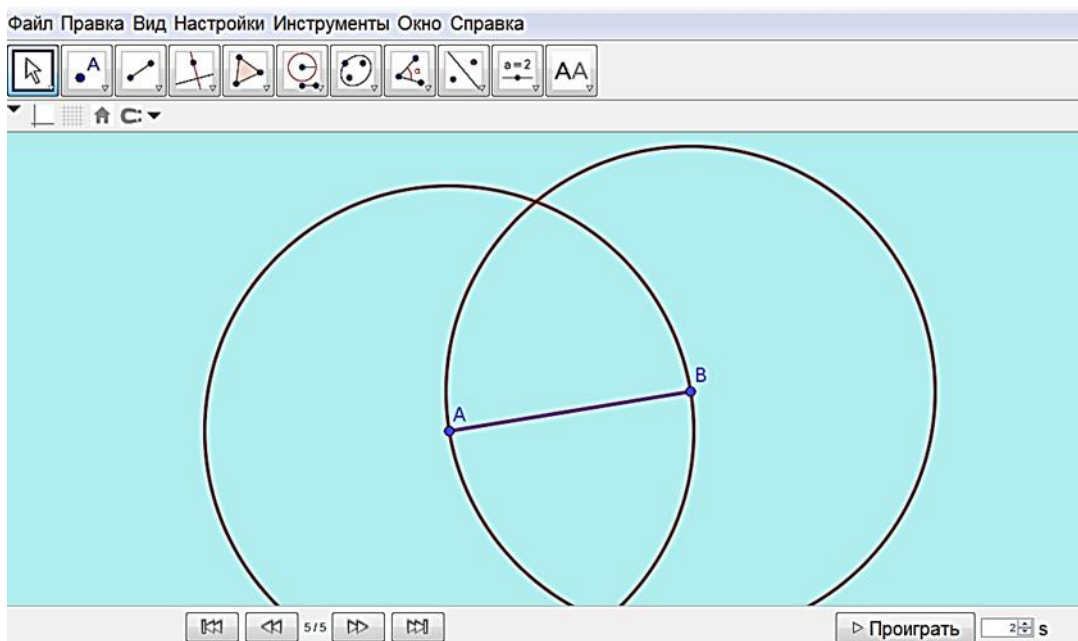 Файл Правка Вид Настройки Инструменты Окно Справка
A α a = 2 AA
B
A
5 / 5 Проиграть 2 s